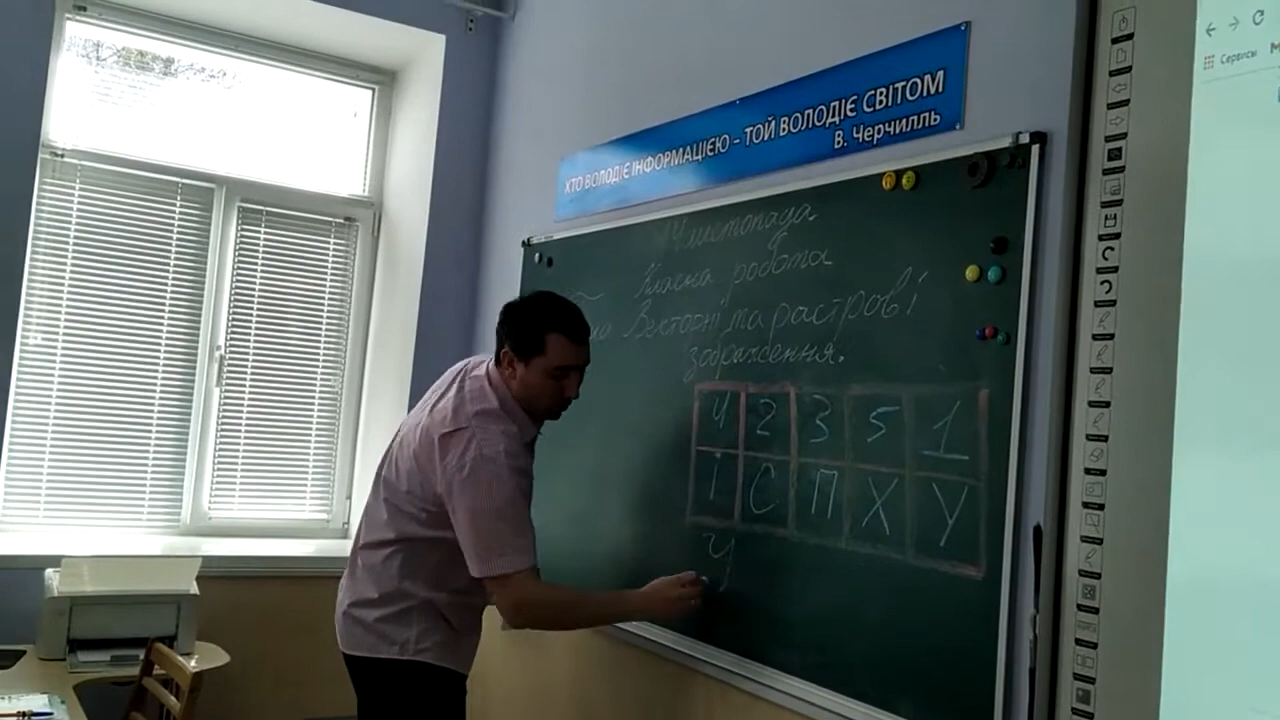 ХТО ВОЛОДІЄ ІНФОРМАЦІЄЮ – ТОЙ ВОЛОДІЄ СВІТОМ
В. Черчилль
Сервисы
листопада
Класна робота
Векторні та растрові
зображення.
4 2 3 5 1
І С П Х У
У